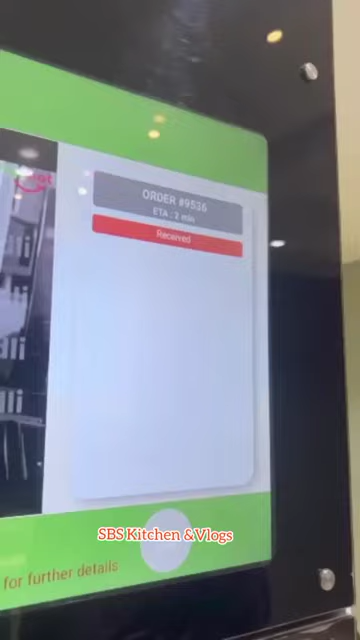 ORDER #9536
ETA : 2 min
Received
SBS Kitchen &Vlogs
for further details